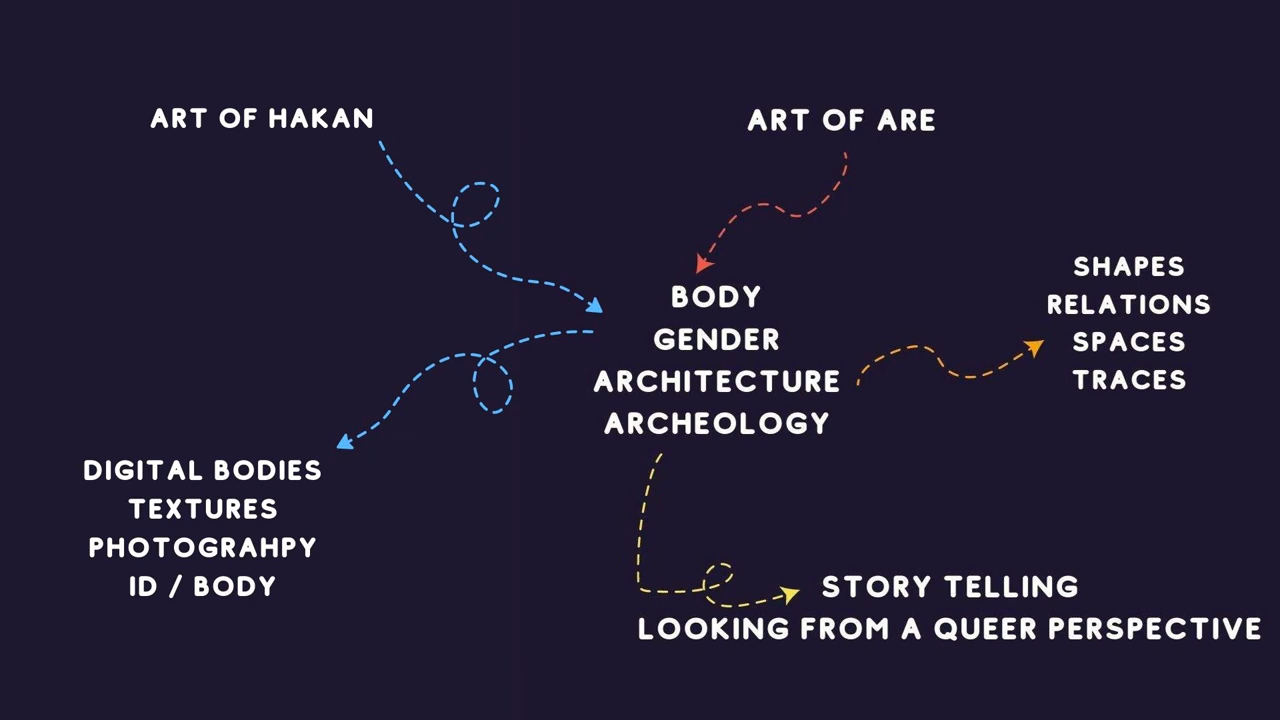 ART OF HAKAN
ART OF ARE
BODY
GENDER
ARCHITECTURE
ARCHEOLOGY
SHAPES
RELATIONS
SPACES
TRACES
DIGITAL BODIES
TEXTURES
PHOTOGRAHPY
ID / BODY
STORY TELLING
LOOKING FROM A QUEER PERSPECTIVE